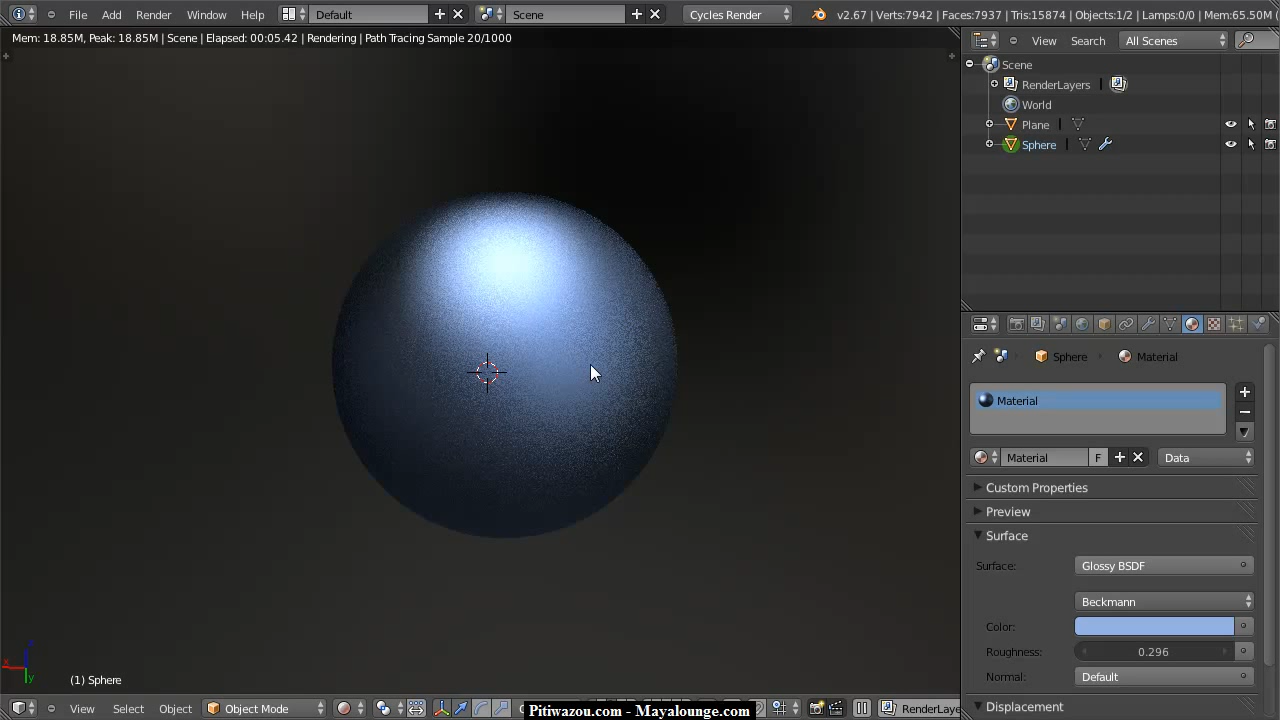 File Add Render Window Help Default Scene Cycles Render v2.67 | Verts:7942 | Faces:7937 | Tris:15874 | Objects:1/2 | Lamps:0/0 | Mem:65.50M
Mem: 18.85M, Peak: 18.85M | Scene | Elapsed: 00:05.42 | Rendering | Path Tracing Sample 20/1000
View Search All Scenes
Scene
RenderLayers
World
Plane
Sphere
Sphere Material
Material
Material F Data
Custom Properties
Preview
Surface
Surface: Glossy BSDF
Beckmann
Color:
Roughness: 0.296
Normal: Default
Displacement
x
y
(1) Sphere
View Select Object Object Mode RenderLaye
Pitiwazou.com - Mayalounge.com